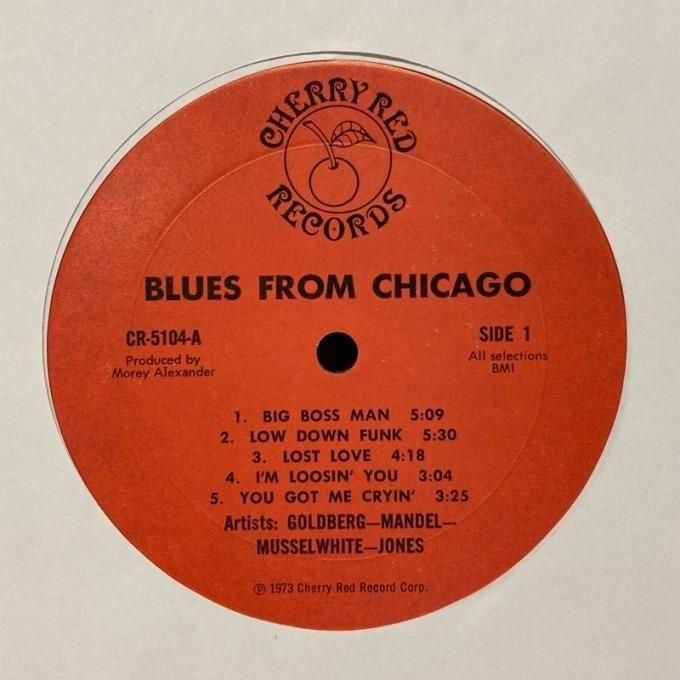 CHERRY RED
RECORDS
BLUES FROM CHICAGO
CR-5104-A
Produced by
Morey Alexander
SIDE 1
All selections
BMI
1. BIG BOSS MAN 5:09
2. LOW DOWN FUNK 5:30
3. LOST LOVE 4:18
4. I'M LOOSIN' YOU 3:04
5. YOU GOT ME CRYIN' 3:25
Artists: GOLDBERG—MANDEL—
MUSSELWHITE—JONES
℗ 1973 Cherry Red Record Corp.